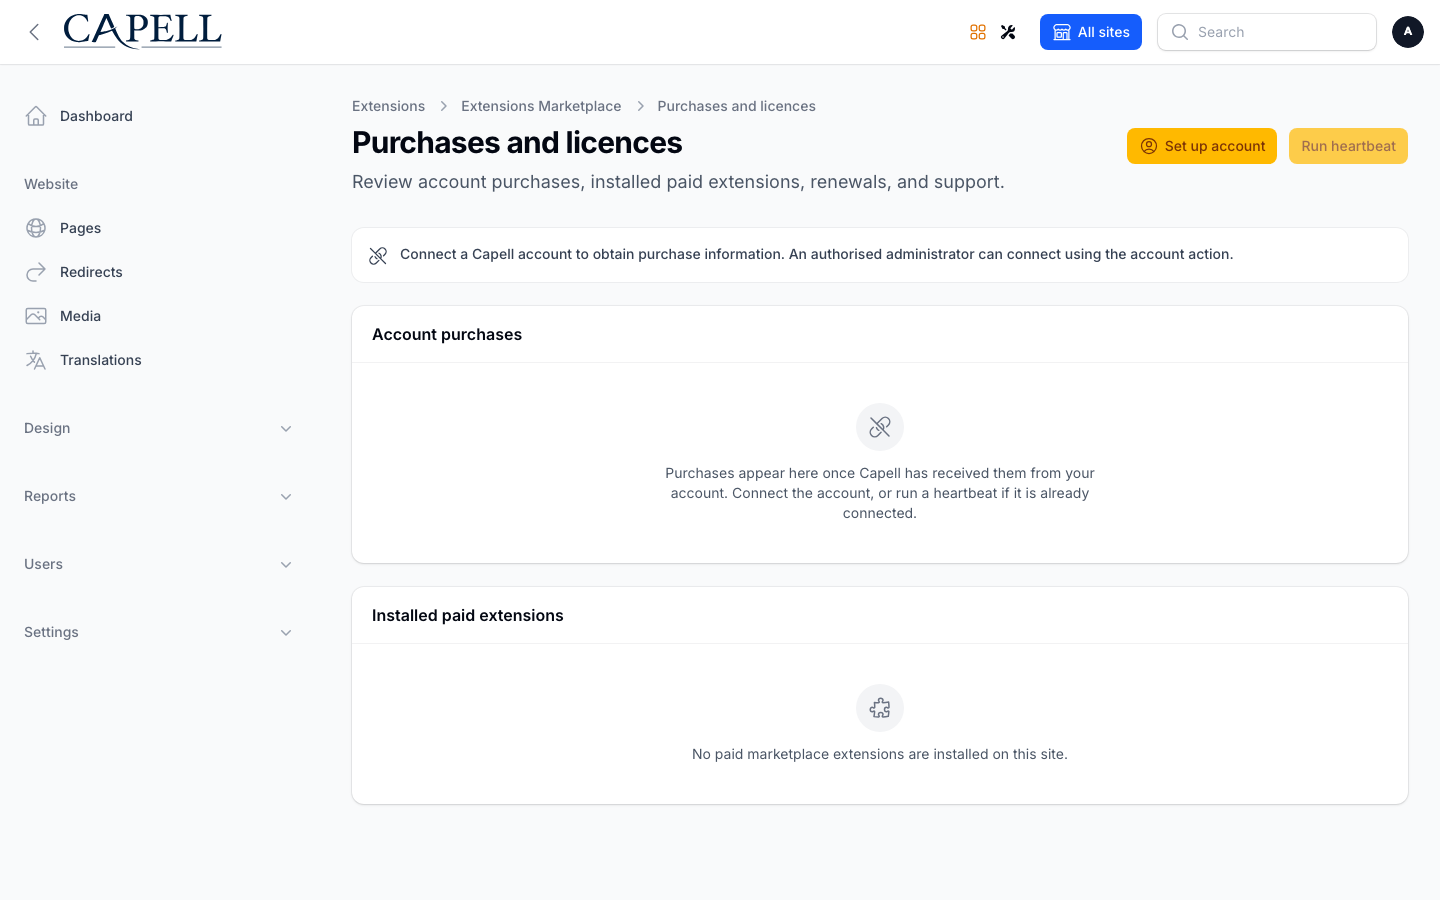 CAPELL
All sites
Search
A
Dashboard
Website
Pages
Redirects
Media
Translations
Design
Reports
Users
Settings
Extensions
Extensions Marketplace
Purchases and licences
Purchases and licences
Set up account
Run heartbeat
Review account purchases, installed paid extensions, renewals, and support.
Connect a Capell account to obtain purchase information. An authorised administrator can connect using the account action.
Account purchases
Purchases appear here once Capell has received them from your
account. Connect the account, or run a heartbeat if it is already
connected.
Installed paid extensions
No paid marketplace extensions are installed on this site.